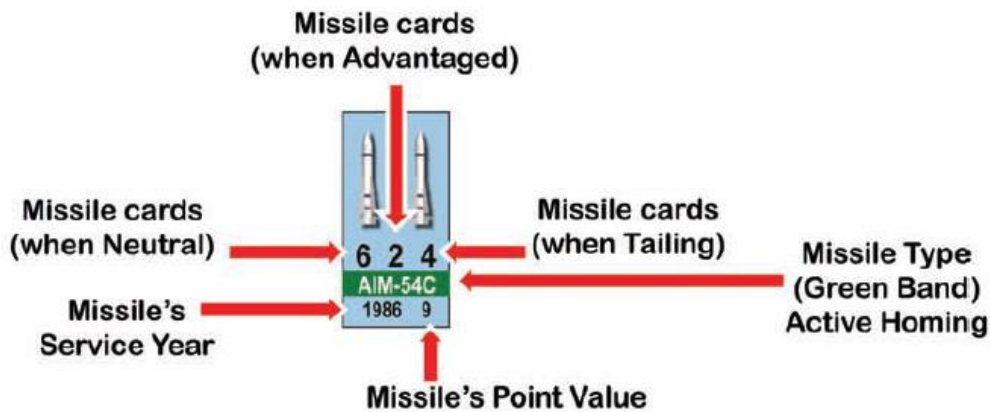 Missile cards
(when Advantaged)
Missile cards
(when Neutral)
Missile cards
(when Tailing)
6 2 4
AIM-54C
1986 9
Missile Type
(Green Band)
Active Homing
Missile's
Service Year
Missile's Point Value